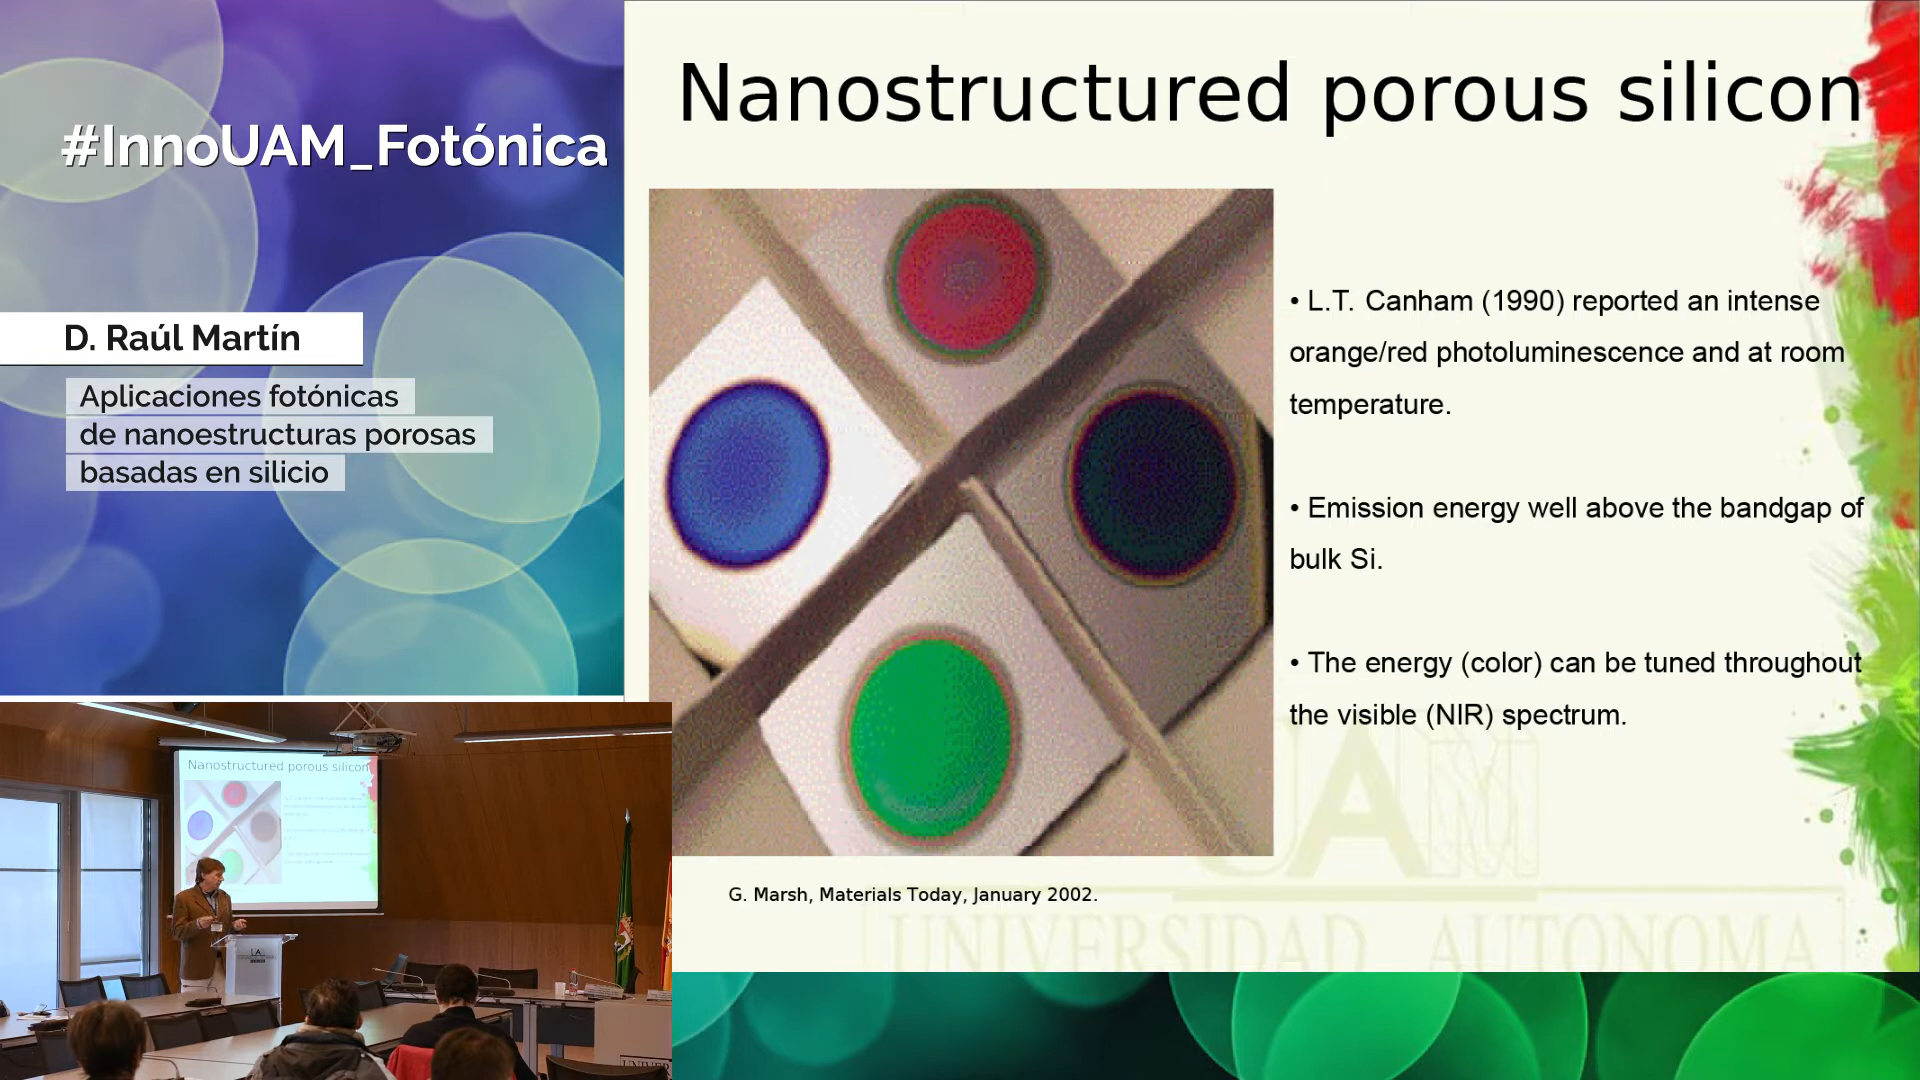 #InnoUAM_Fotónica
D. Raúl Martín
Aplicaciones fotónicas
de nanoestructuras porosas
basadas en silicio
Nanostructured porous silicon
• L.T. Canham (1990) reported an intense
orange/red photoluminescence and at room
temperature.
• Emission energy well above the bandgap of
bulk Si.
• The energy (color) can be tuned throughout
the visible (NIR) spectrum.
G. Marsh, Materials Today, January 2002.
UAM
UNIVERSIDAD AUTONOMA
Nanostructured porous silicon